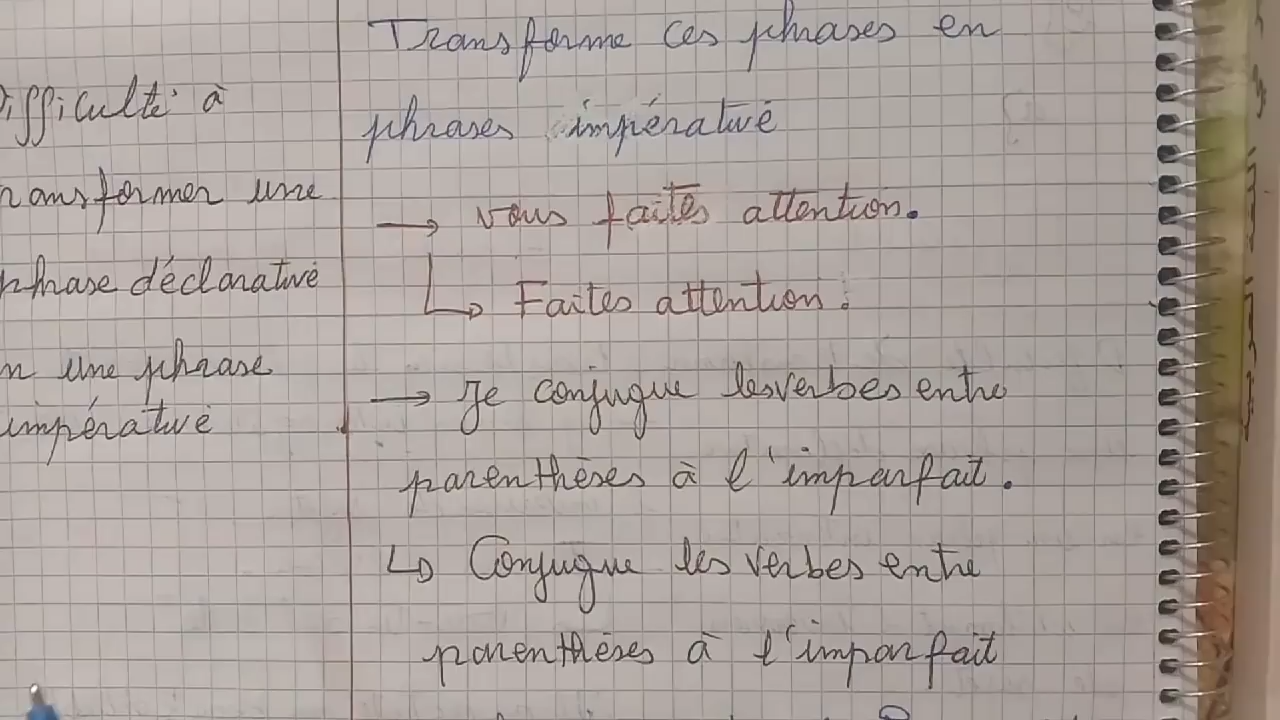 ifficulté à
ransformer une
phrase déclarative
n une phrase
impérative
Transforme ces phrases en
phrases impérative
→ vous faites attention.
↳ Faites attention.
→ Je conjugue les verbes entre
parenthèses à l'imparfait.
↳ Conjugue les verbes entre
parenthèses à l'imparfait